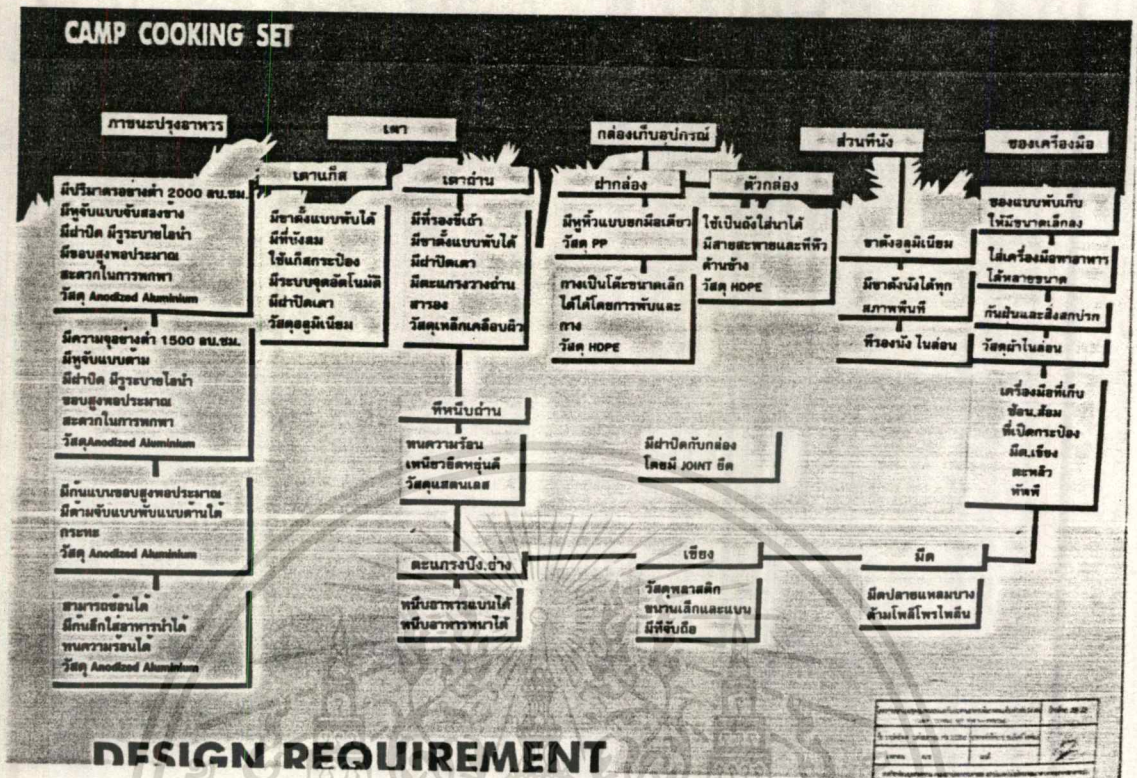 CAMP COOKING SET
ภาชนะปรุงอาหาร
มีปริมาตรอย่างต่ำ 2000 ลบ.ซม.
มีหูจับแบบจับสองข้าง
มีฝาปิด มีรูระบายไอน้ำ
มีขอบสูงพอประมาณ
สะดวกในการพกพา
วัสดุ Anodized Aluminium
มีความจุอย่างต่ำ 1500 ลบ.ซม.
มีหูจับแบบด้าม
มีฝาปิด มีรูระบายไอน้ำ
ขอบสูงพอประมาณ
สะดวกในการพกพา
วัสดุ Anodized Aluminium
มีก้นแบนขอบสูงพอประมาณ
มีด้ามจับแบบพับแนบด้านได้
กระทะ
วัสดุ Anodized Aluminium
สามารถซ้อนได้
มีก้นลึกใส่อาหารน้ำได้
ทนความร้อนได้
วัสดุ Anodized Aluminium
เตา
เตาแก๊ส
มีขาตั้งแบบพับได้
มีที่บังลม
ใช้แก๊สกระป๋อง
มีระบบจุดอัตโนมัติ
มีฝาปิดเตา
วัสดุอลูมิเนียม
เตาถ่าน
มีที่รองขี้เถ้า
มีขาตั้งแบบพับได้
มีฝาปิดเตา
มีตะแกรงวางถ่าน
สำรอง
วัสดุเหล็กเคลือบผิว
ที่หนีบถ่าน
ทนความร้อน
เหนียวยืดหยุ่นดี
วัสดุแสตนเลส
ตะแกรงปิ้ง,ย่าง
หนีบอาหารแบนได้
หนีบอาหารหนาได้
กล่องเก็บอุปกรณ์
ฝากล่อง
มีหูหิ้วแบบยกมือเดียว
วัสดุ PP
กางเป็นโต๊ะขนาดเล็ก
ได้ได้โดยการพับและ
กาง
วัสดุ HDPE
ตัวกล่อง
ใช้เป็นถังใส่น้ำได้
มีสายสะพายและที่หิ้ว
ด้านข้าง
วัสดุ HDPE
มีฝาปิดกับกล่อง
โดยมี JOINT ยึด
เขียง
วัสดุพลาสติก
ขนานเล็กและแบน
มีที่จับถือ
ส่วนที่นั่ง
ขาตั้งอลูมิเนียม
มีขาตั้งนั่งได้ทุก
สภาพพื้นที่
ที่รองนั่ง ไนล่อน
ซองเครื่องมือ
ซองแบบพับเก็บ
ให้มีขนาดเล็กลง
ใส่เครื่องมือทำอาหาร
ได้หลายขนาด
กันฝุ่นและสิ่งสกปรก
วัสดุผ้าไนล่อน
เครื่องมือที่เก็บ
ช้อน,ส้อม
ที่เปิดกระป๋อง
มีด,เขียง
ตะหลิว
ทัพพี
มีด
มีดปลายแหลมบาง
ด้ามโพลีโพรไพลีน
DESIGN REQUIREMENT